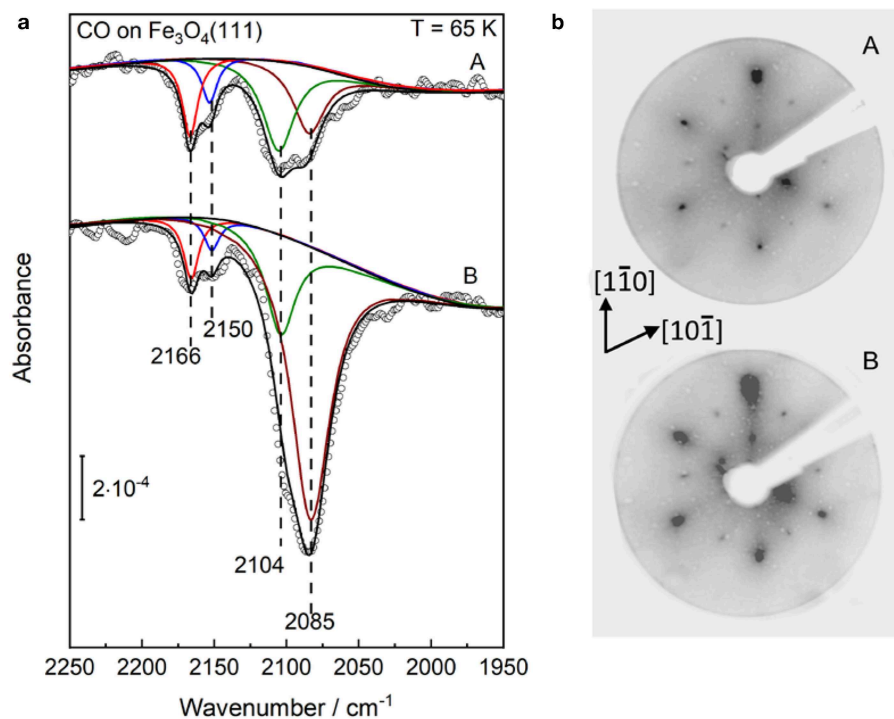 a
CO on Fe₃O₄(111)
T = 65 K
A
B
2166
2150
2104
2085
2·10⁻⁴
Absorbance
2250 2200 2150 2100 2050 2000 1950
Wavenumber / cm⁻¹
b
A
[11̄0]
[101̄]
B